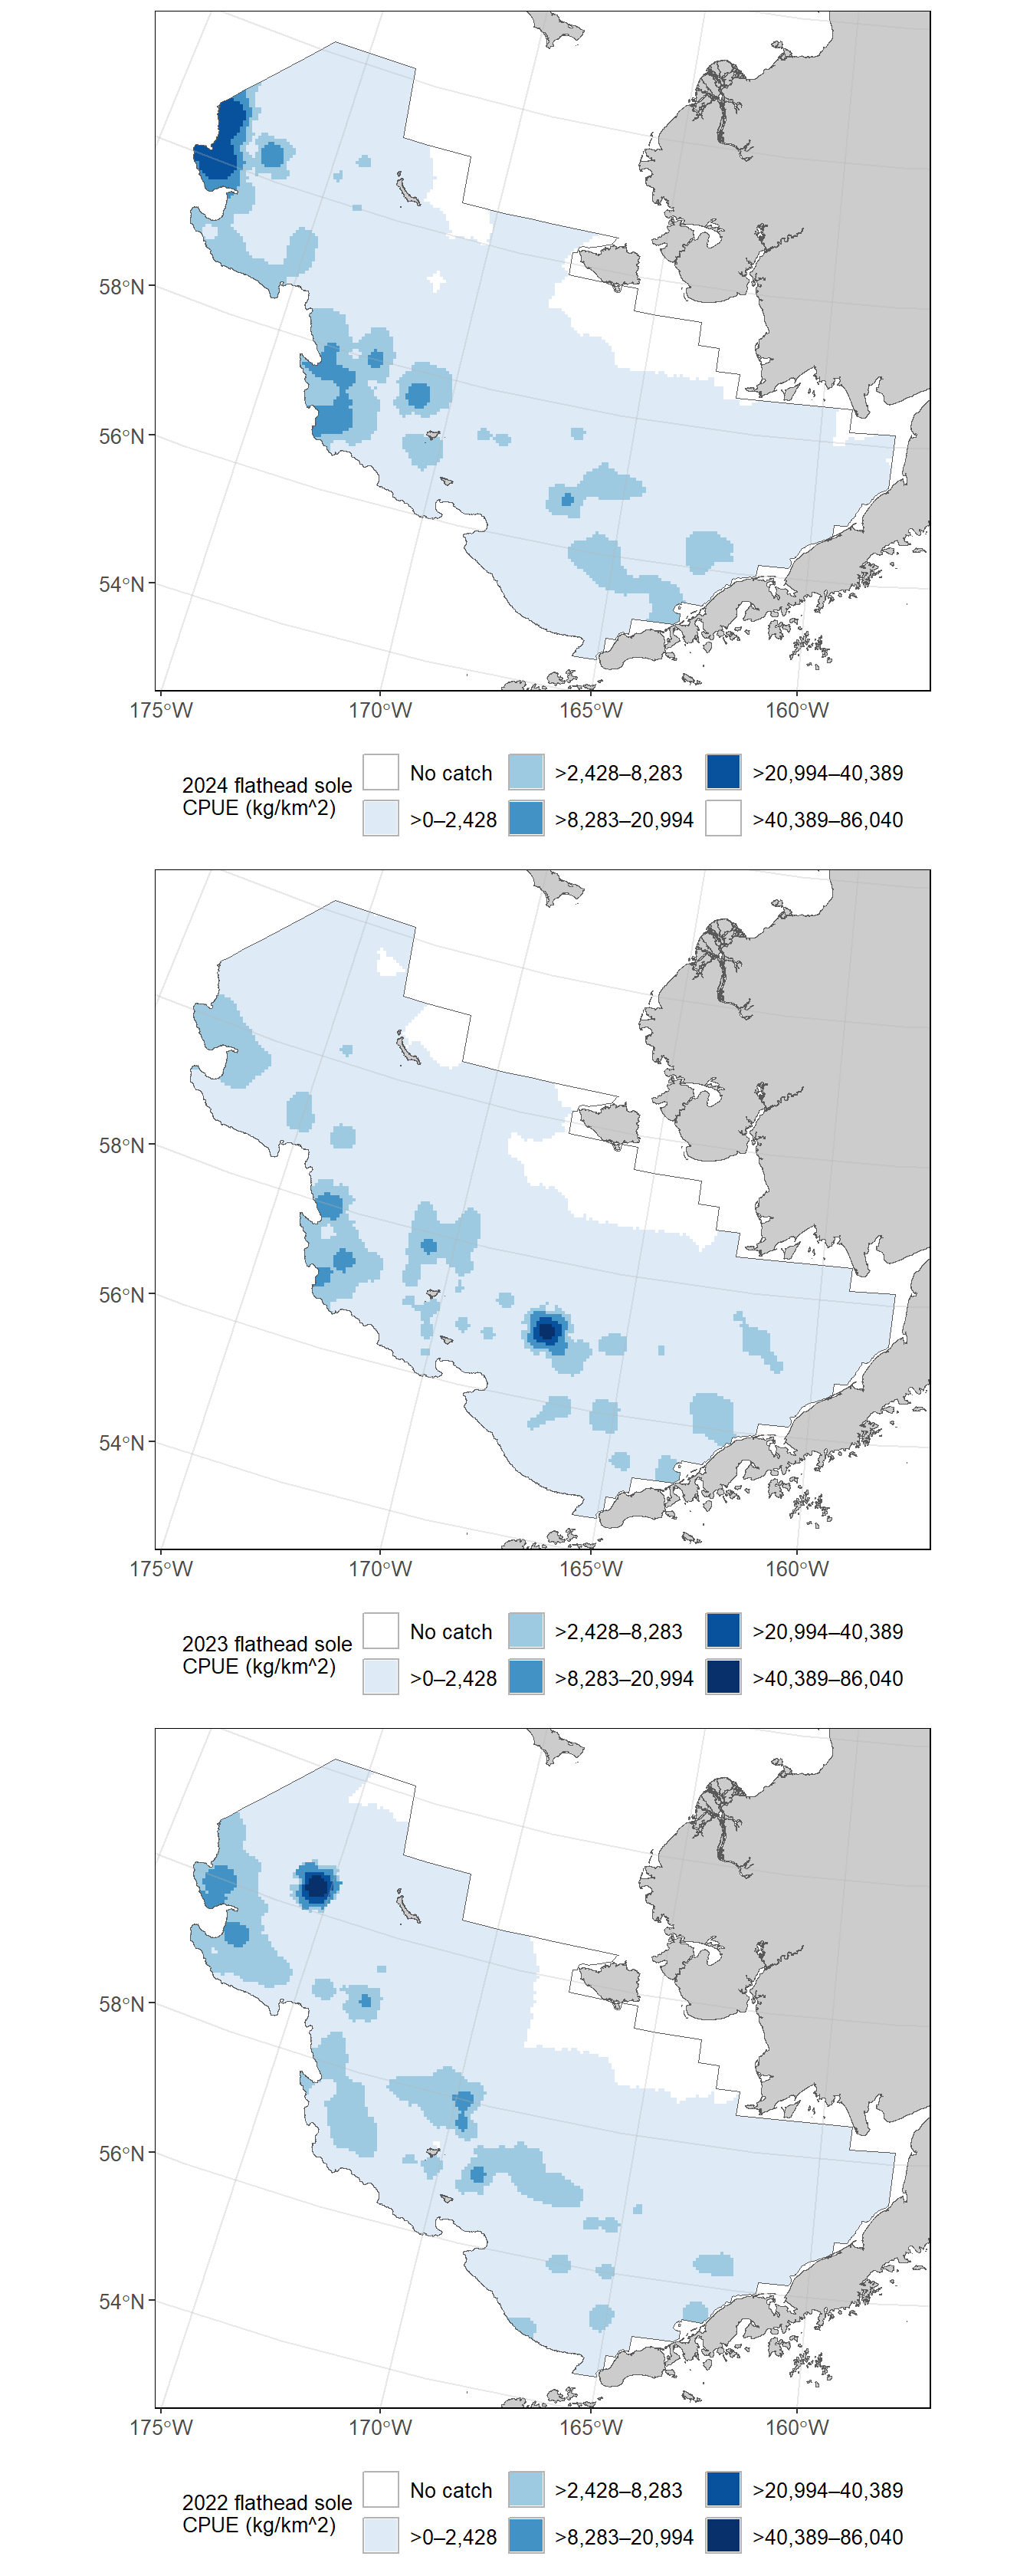 58°N
56°N
54°N
175°W 170°W 165°W 160°W
2024 flathead sole
CPUE (kg/km^2)
No catch >2,428–8,283 >20,994–40,389
>0–2,428 >8,283–20,994 >40,389–86,040
58°N
56°N
54°N
175°W 170°W 165°W 160°W
2023 flathead sole
CPUE (kg/km^2)
No catch >2,428–8,283 >20,994–40,389
>0–2,428 >8,283–20,994 >40,389–86,040
58°N
56°N
54°N
175°W 170°W 165°W 160°W
2022 flathead sole
CPUE (kg/km^2)
No catch >2,428–8,283 >20,994–40,389
>0–2,428 >8,283–20,994 >40,389–86,040